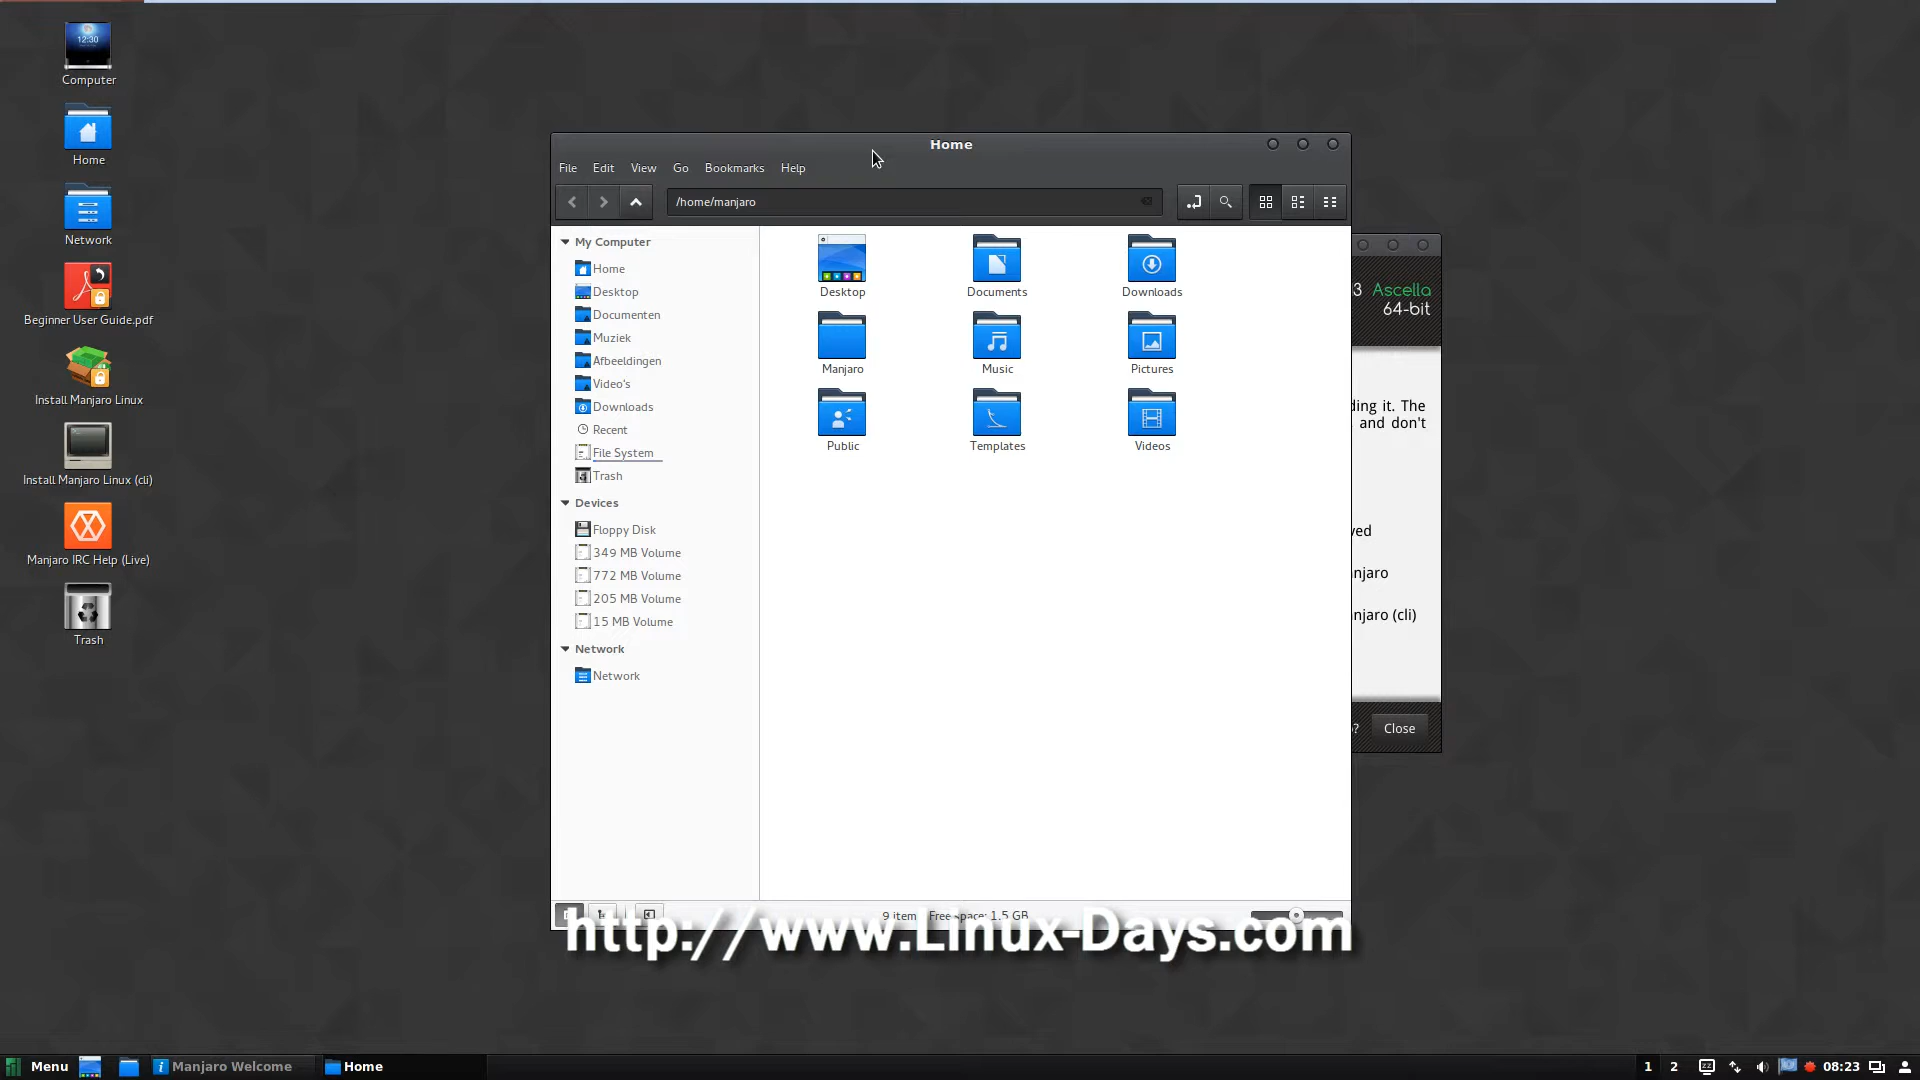 12:30
Computer
Home
Network
Beginner User Guide.pdf
Install Manjaro Linux
Install Manjaro Linux (cli)
Manjaro IRC Help (Live)
Trash
Home
File Edit View Go Bookmarks Help
/home/manjaro
My Computer
Home
Desktop
Documenten
Muziek
Afbeeldingen
Video's
Downloads
Recent
File System
Trash
Devices
Floppy Disk
349 MB Volume
772 MB Volume
205 MB Volume
15 MB Volume
Network
Network
Desktop Documents Downloads
Manjaro Music Pictures
Public Templates Videos
9 item Free space: 1.5 GB
3 Ascella
64-bit
ding it. The
and don't
ved
anjaro
anjaro (cli)
? Close
http://www.Linux-Days.com
Menu Manjaro Welcome Home 1 2 08:23